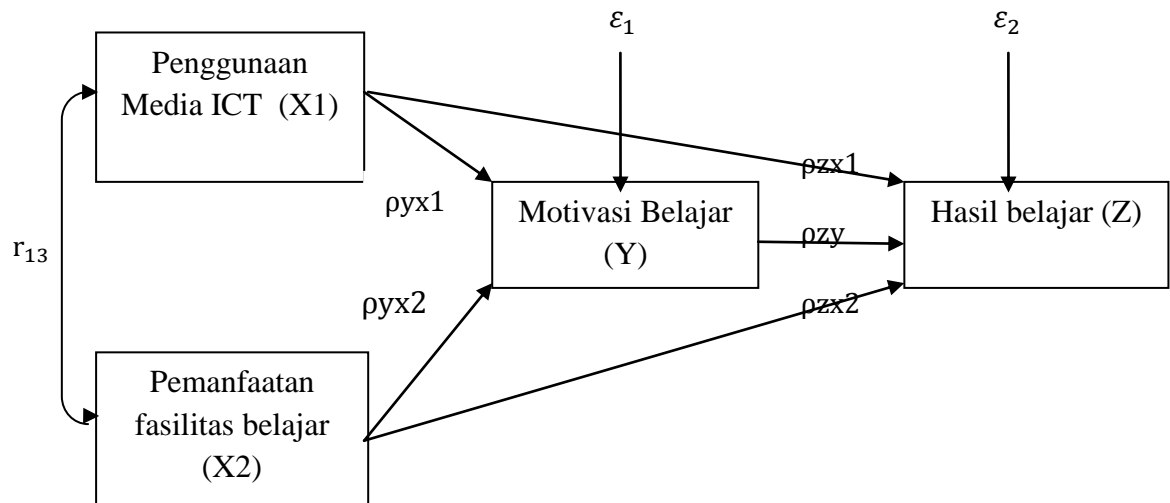 ε₁
ε₂
Penggunaan
Media ICT (X1)
ρzx1
ρyx1
Motivasi Belajar
(Y)
Hasil belajar (Z)
ρzy
r₁₃
ρyx2
ρzx2
Pemanfaatan
fasilitas belajar
(X2)